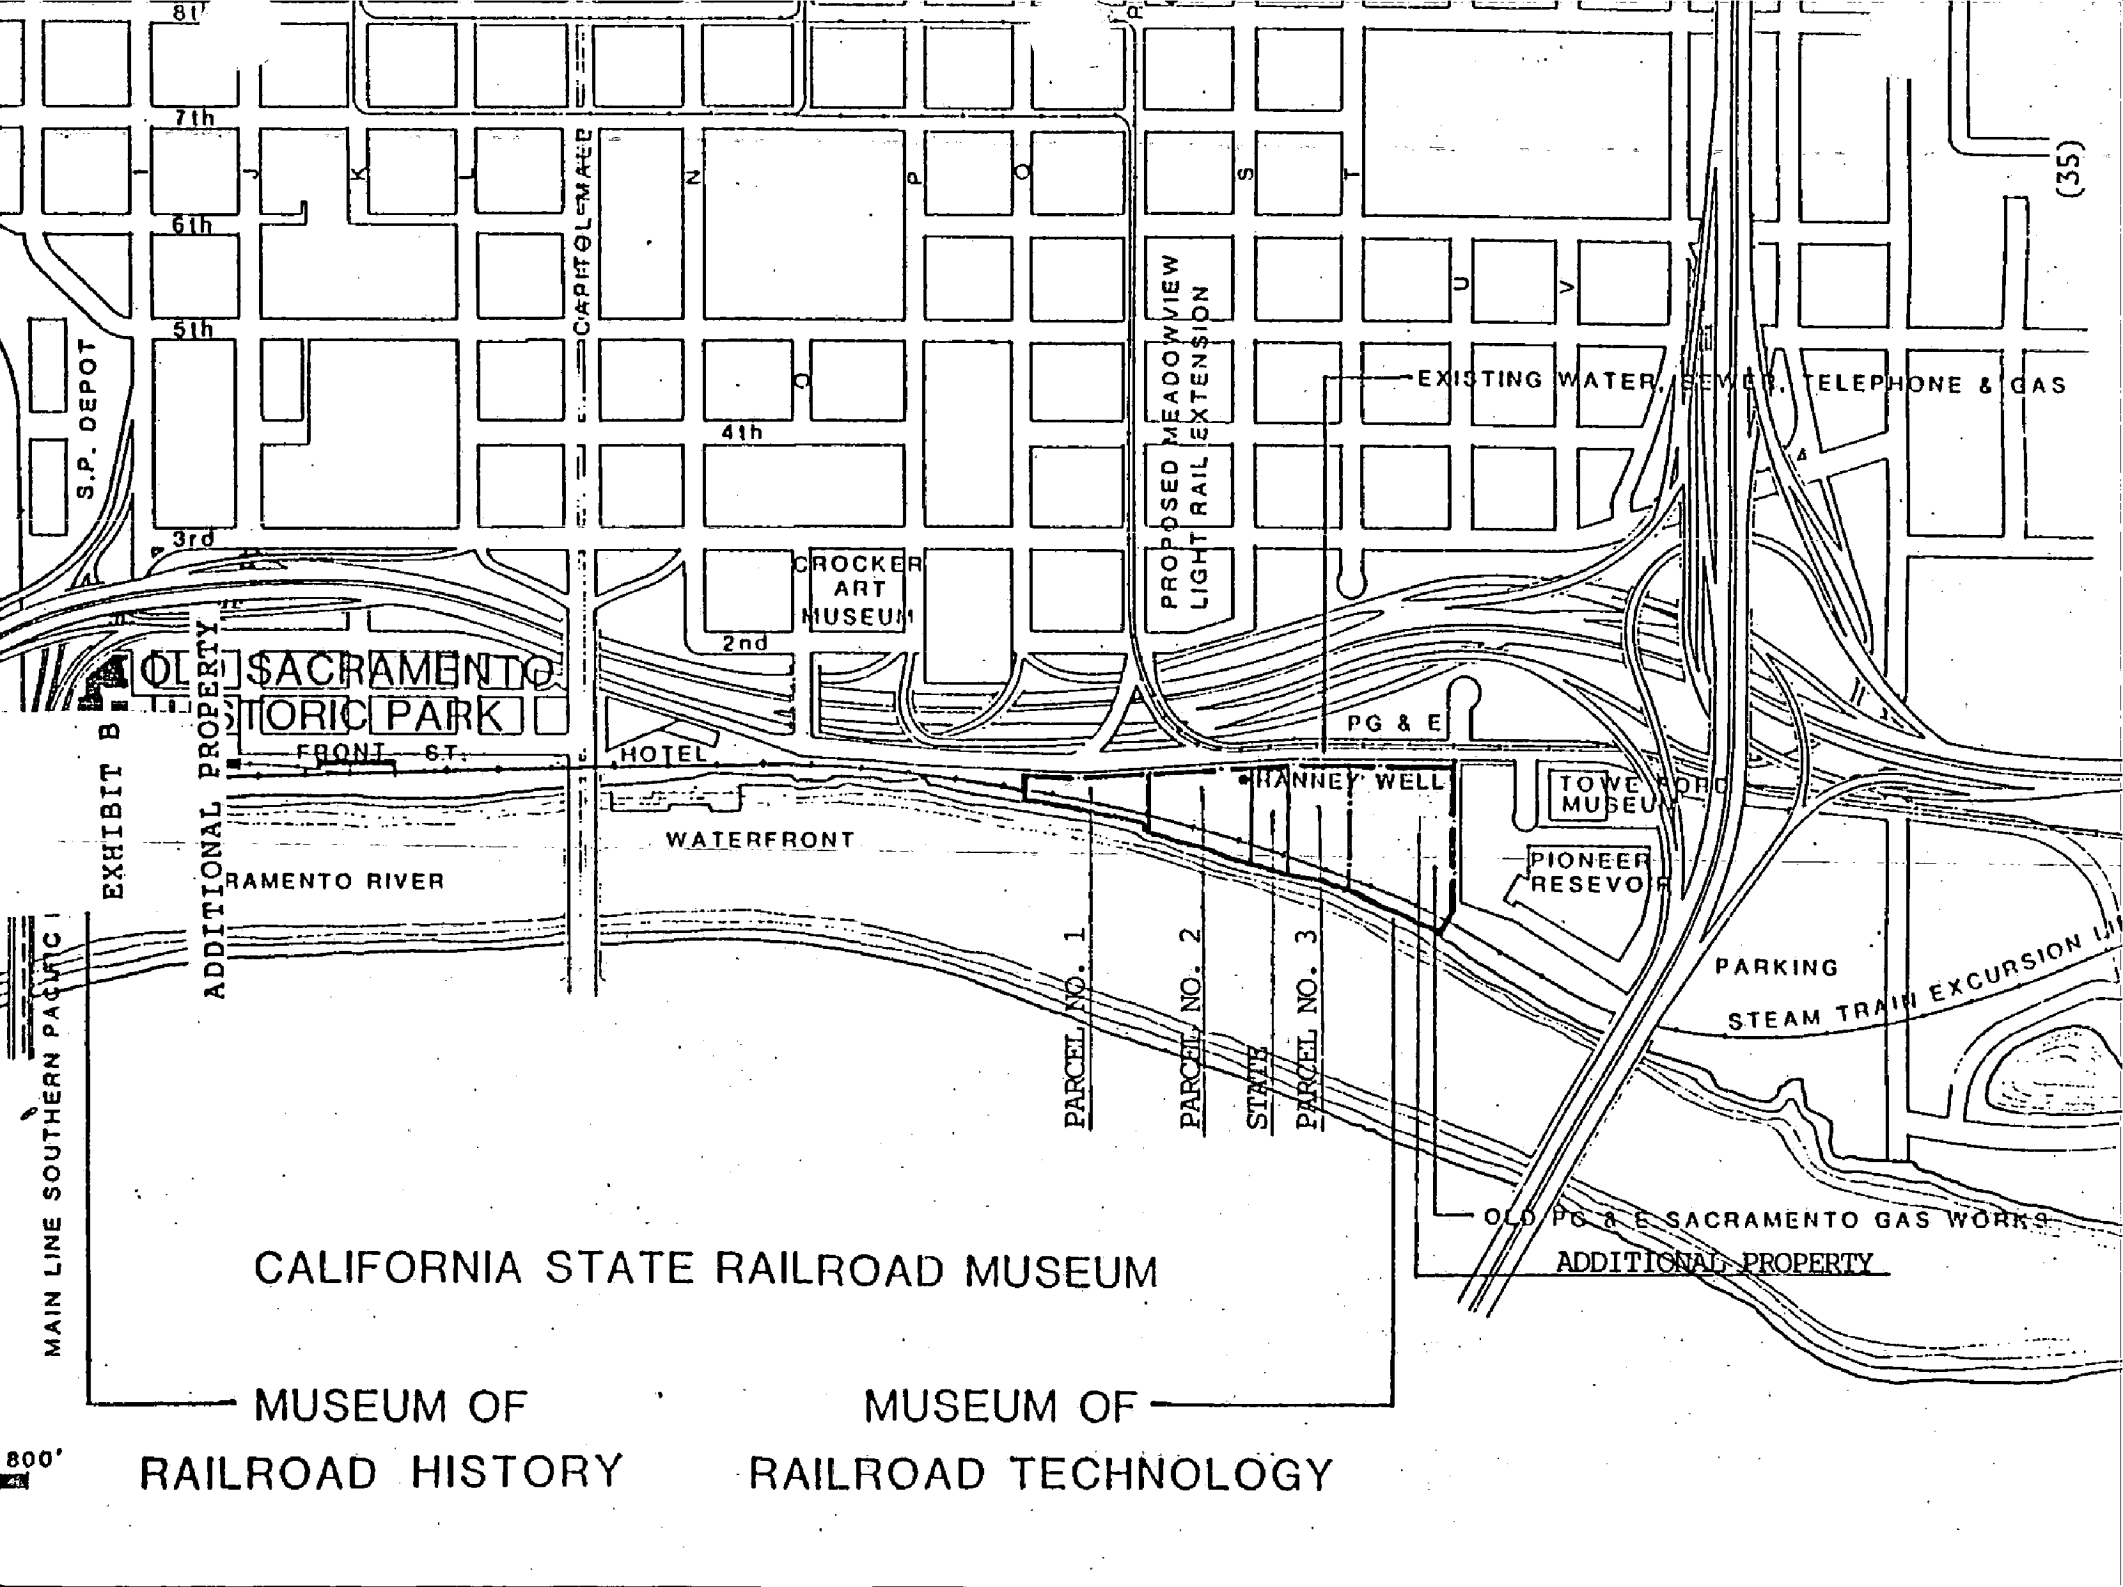 7th
I
J
K
L
CAPITOL MALL
N
P
Q
S
T
(35)
6th
U
V
5th
S.P. DEPOT
O
4th
PROPOSED MEADOWVIEW
LIGHT RAIL EXTENSION
EXISTING WATER, SEWER, TELEPHONE & GAS
3rd
CROCKER
ART
MUSEUM
2nd
OLD SACRAMENTO
STORIC PARK
FRONT ST.
HOTEL
PG & E
RANNEY WELL
TOWE FORD
MUSEUM
WATERFRONT
PIONEER
RESEVOIR
RAMENTO RIVER
EXHIBIT B
ADDITIONAL PROPERTY
PARCEL NO. 1
PARCEL NO. 2
STATE
PARCEL NO. 3
PARKING
STEAM TRAIN EXCURSION
MAIN LINE SOUTHERN PACIFIC
OLD PG & E SACRAMENTO GAS WORKS
ADDITIONAL PROPERTY
CALIFORNIA STATE RAILROAD MUSEUM
MUSEUM OF
RAILROAD HISTORY
MUSEUM OF
RAILROAD TECHNOLOGY
800'